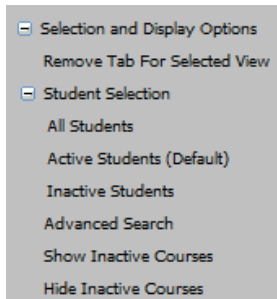 Selection and Display Options
Remove Tab For Selected View
Student Selection
All Students
Active Students (Default)
Inactive Students
Advanced Search
Show Inactive Courses
Hide Inactive Courses